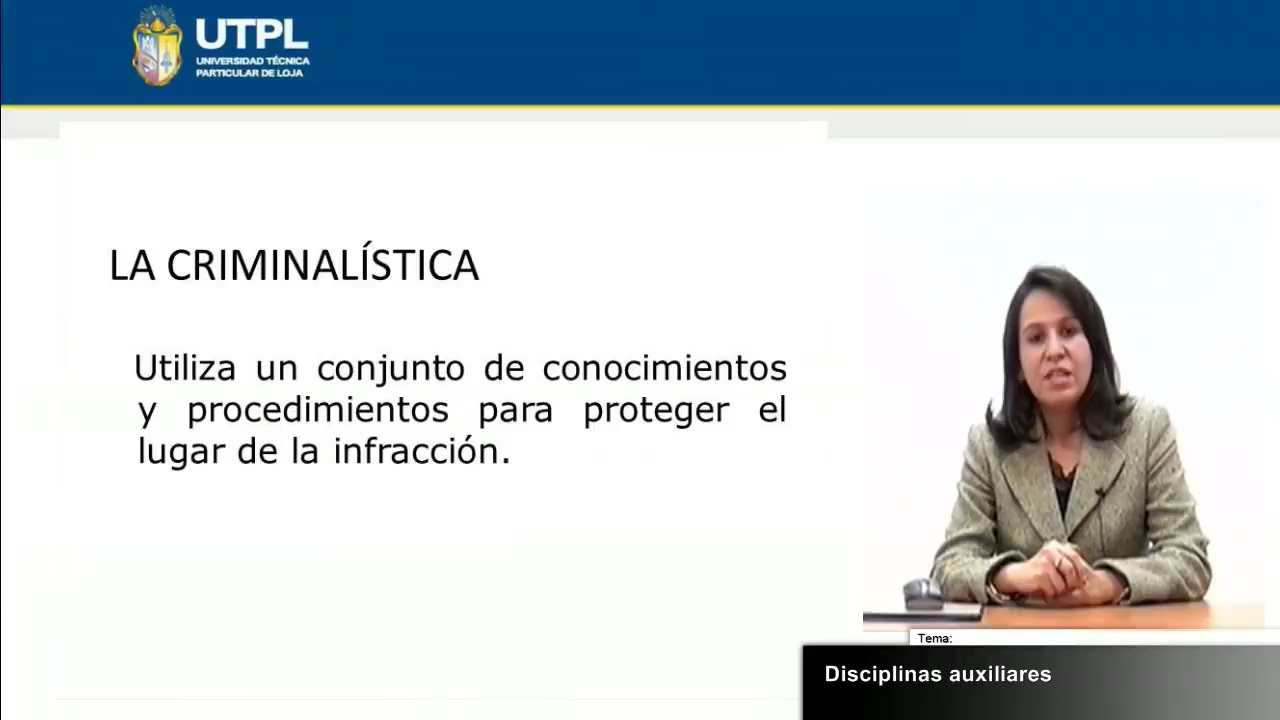 UTPL
UNIVERSIDAD TÉCNICA
PARTICULAR DE LOJA
LA CRIMINALÍSTICA
Utiliza un conjunto de conocimientos
y procedimientos para proteger el
lugar de la infracción.
Tema:
Disciplinas auxiliares